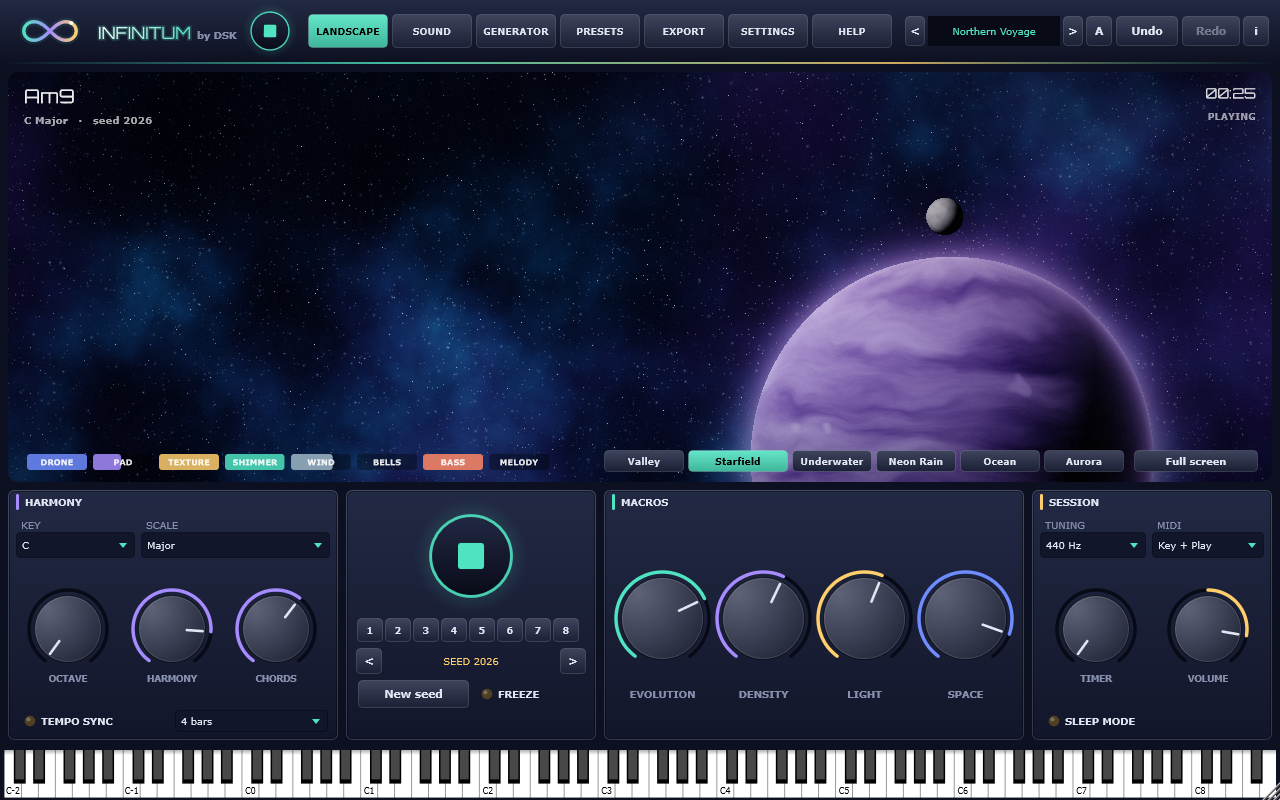 INFINITUM by DSK
LANDSCAPE SOUND GENERATOR PRESETS EXPORT SETTINGS HELP < Northern Voyage > A Undo Redo i
Am9
C Major · seed 2026
00:25
PLAYING
DRONE PAD TEXTURE SHIMMER WIND BELLS BASS MELODY
Valley Starfield Underwater Neon Rain Ocean Aurora Full screen
HARMONY
KEY SCALE
C Major
OCTAVE HARMONY CHORDS
TEMPO SYNC 4 bars
1 2 3 4 5 6 7 8
< SEED 2026 >
New seed FREEZE
MACROS
EVOLUTION DENSITY LIGHT SPACE
SESSION
TUNING MIDI
440 Hz Key + Play
TIMER VOLUME
SLEEP MODE
C-2 C-1 C0 C1 C2 C3 C4 C5 C6 C7 C8